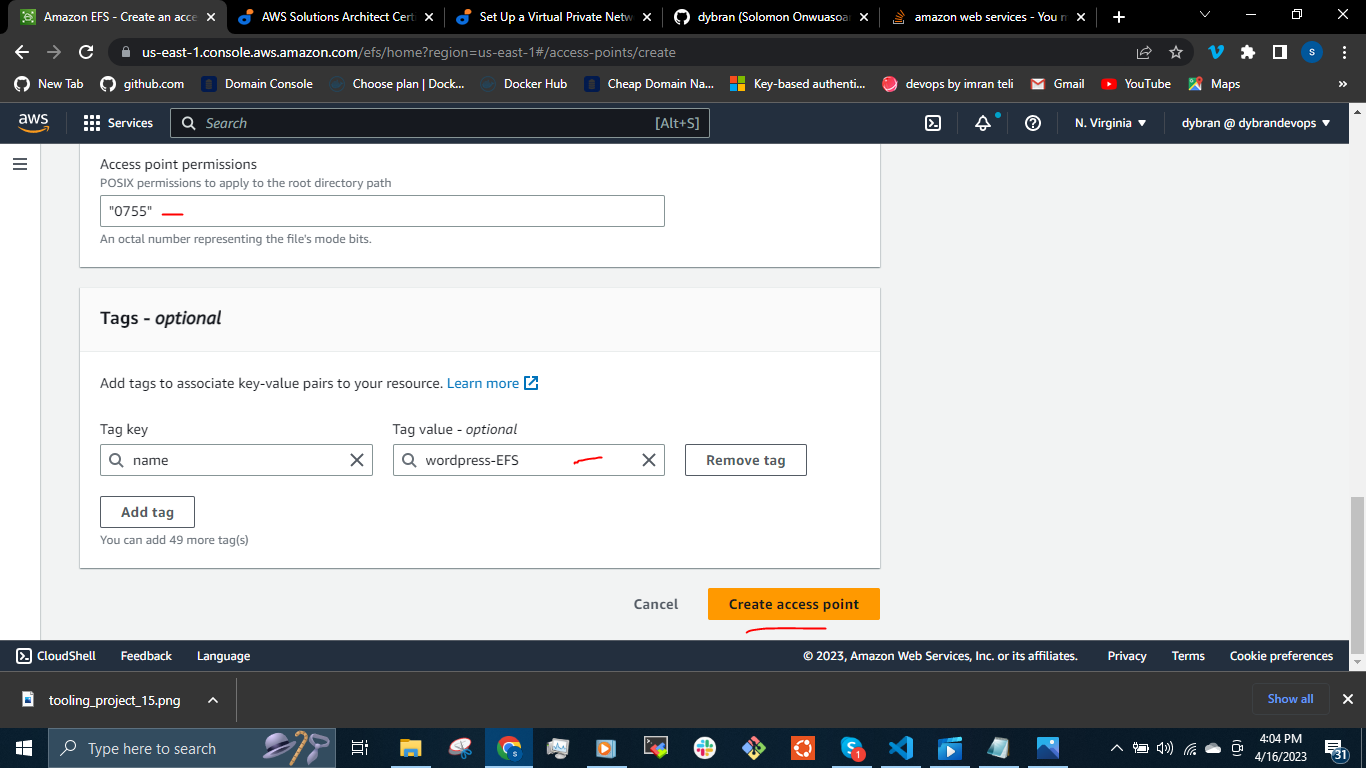 Amazon EFS - Create an acce
AWS Solutions Architect Cert
Set Up a Virtual Private Netw
dybran (Solomon Onwuasoa
amazon web services - You n
us-east-1.console.aws.amazon.com/efs/home?region=us-east-1#/access-points/create
S
New Tab
github.com
Domain Console
Choose plan | Dock...
Docker Hub
Cheap Domain Na...
Key-based authenti...
devops by imran teli
Gmail
YouTube
Maps
»
aws
Services
Search
[Alt+S]
N. Virginia
dybran @ dybrandevops
Access point permissions
POSIX permissions to apply to the root directory path
"0755"
An octal number representing the file's mode bits.
Tags - optional
Add tags to associate key-value pairs to your resource. Learn more
Tag key
Tag value - optional
name
wordpress-EFS
Remove tag
Add tag
You can add 49 more tag(s)
Cancel
Create access point
CloudShell
Feedback
Language
© 2023, Amazon Web Services, Inc. or its affiliates.
Privacy
Terms
Cookie preferences
tooling_project_15.png
Show all
Type here to search
S
1
4:04 PM
4/16/2023
31